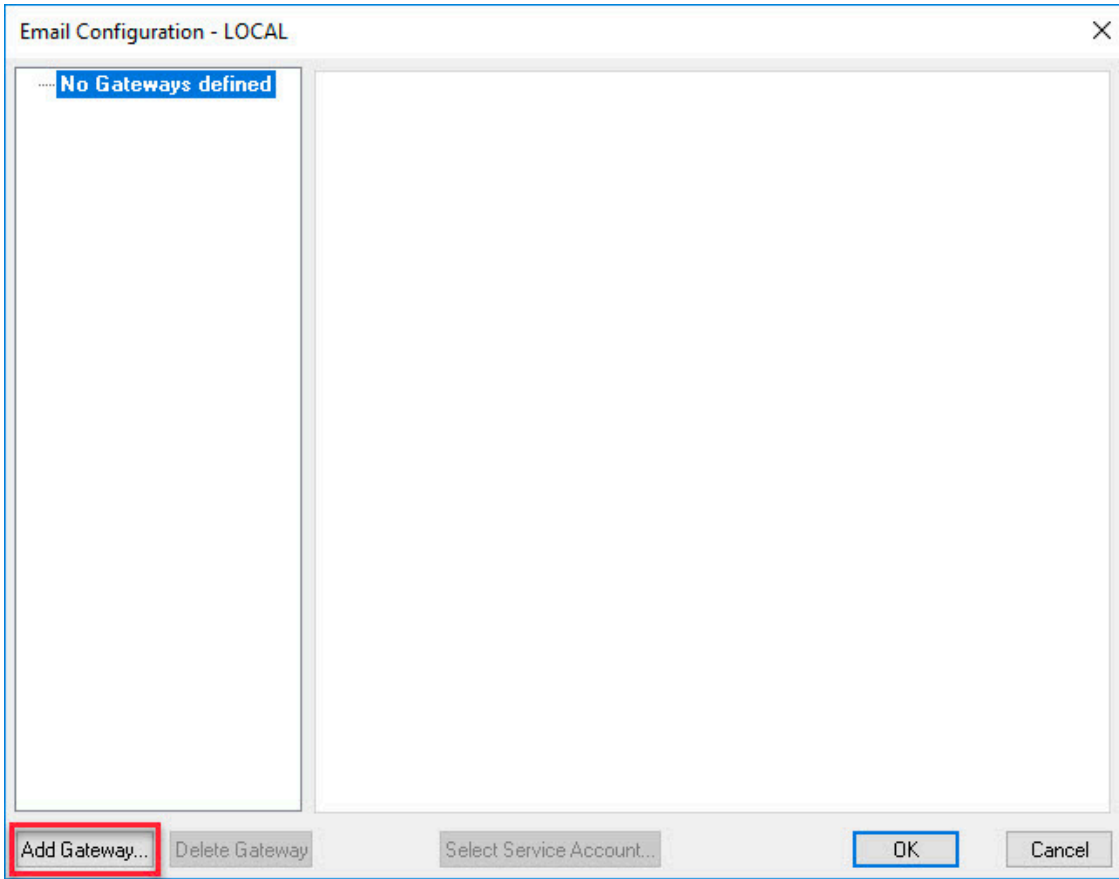 Email Configuration - LOCAL
No Gateways defined
Add Gateway... Delete Gateway Select Service Account... OK Cancel